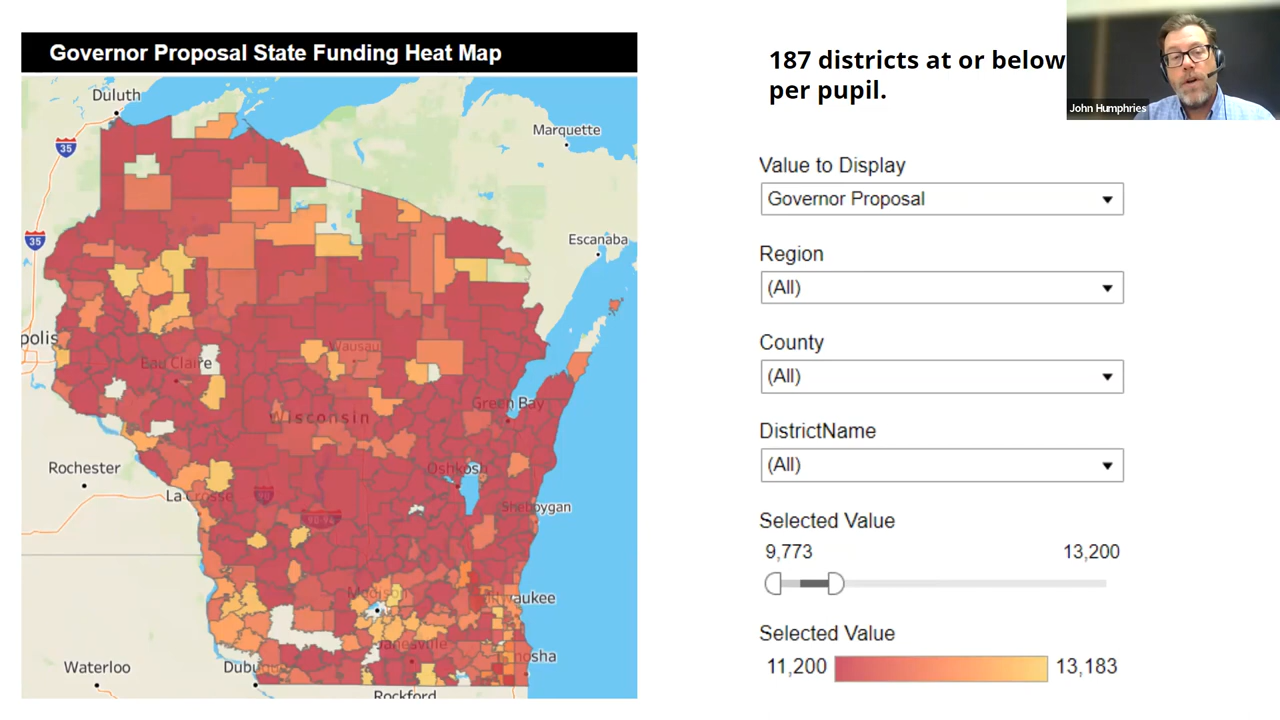 Governor Proposal State Funding Heat Map
187 districts at or below
per pupil.
John Humphries
Duluth
Marquette
35
Value to Display
Governor Proposal
35
Escanaba
Region
(All)
polis
Wausau
County
Eau Claire
(All)
Green Bay
Wisconsin
DistrictName
(All)
Rochester
Oshkosh
La Crosse
90
Sheboygan
Selected Value
9,773
13,200
Madison
aukee
Selected Value
Janesville
nosha
Waterloo
Dubuque
11,200
13,183
Rockford